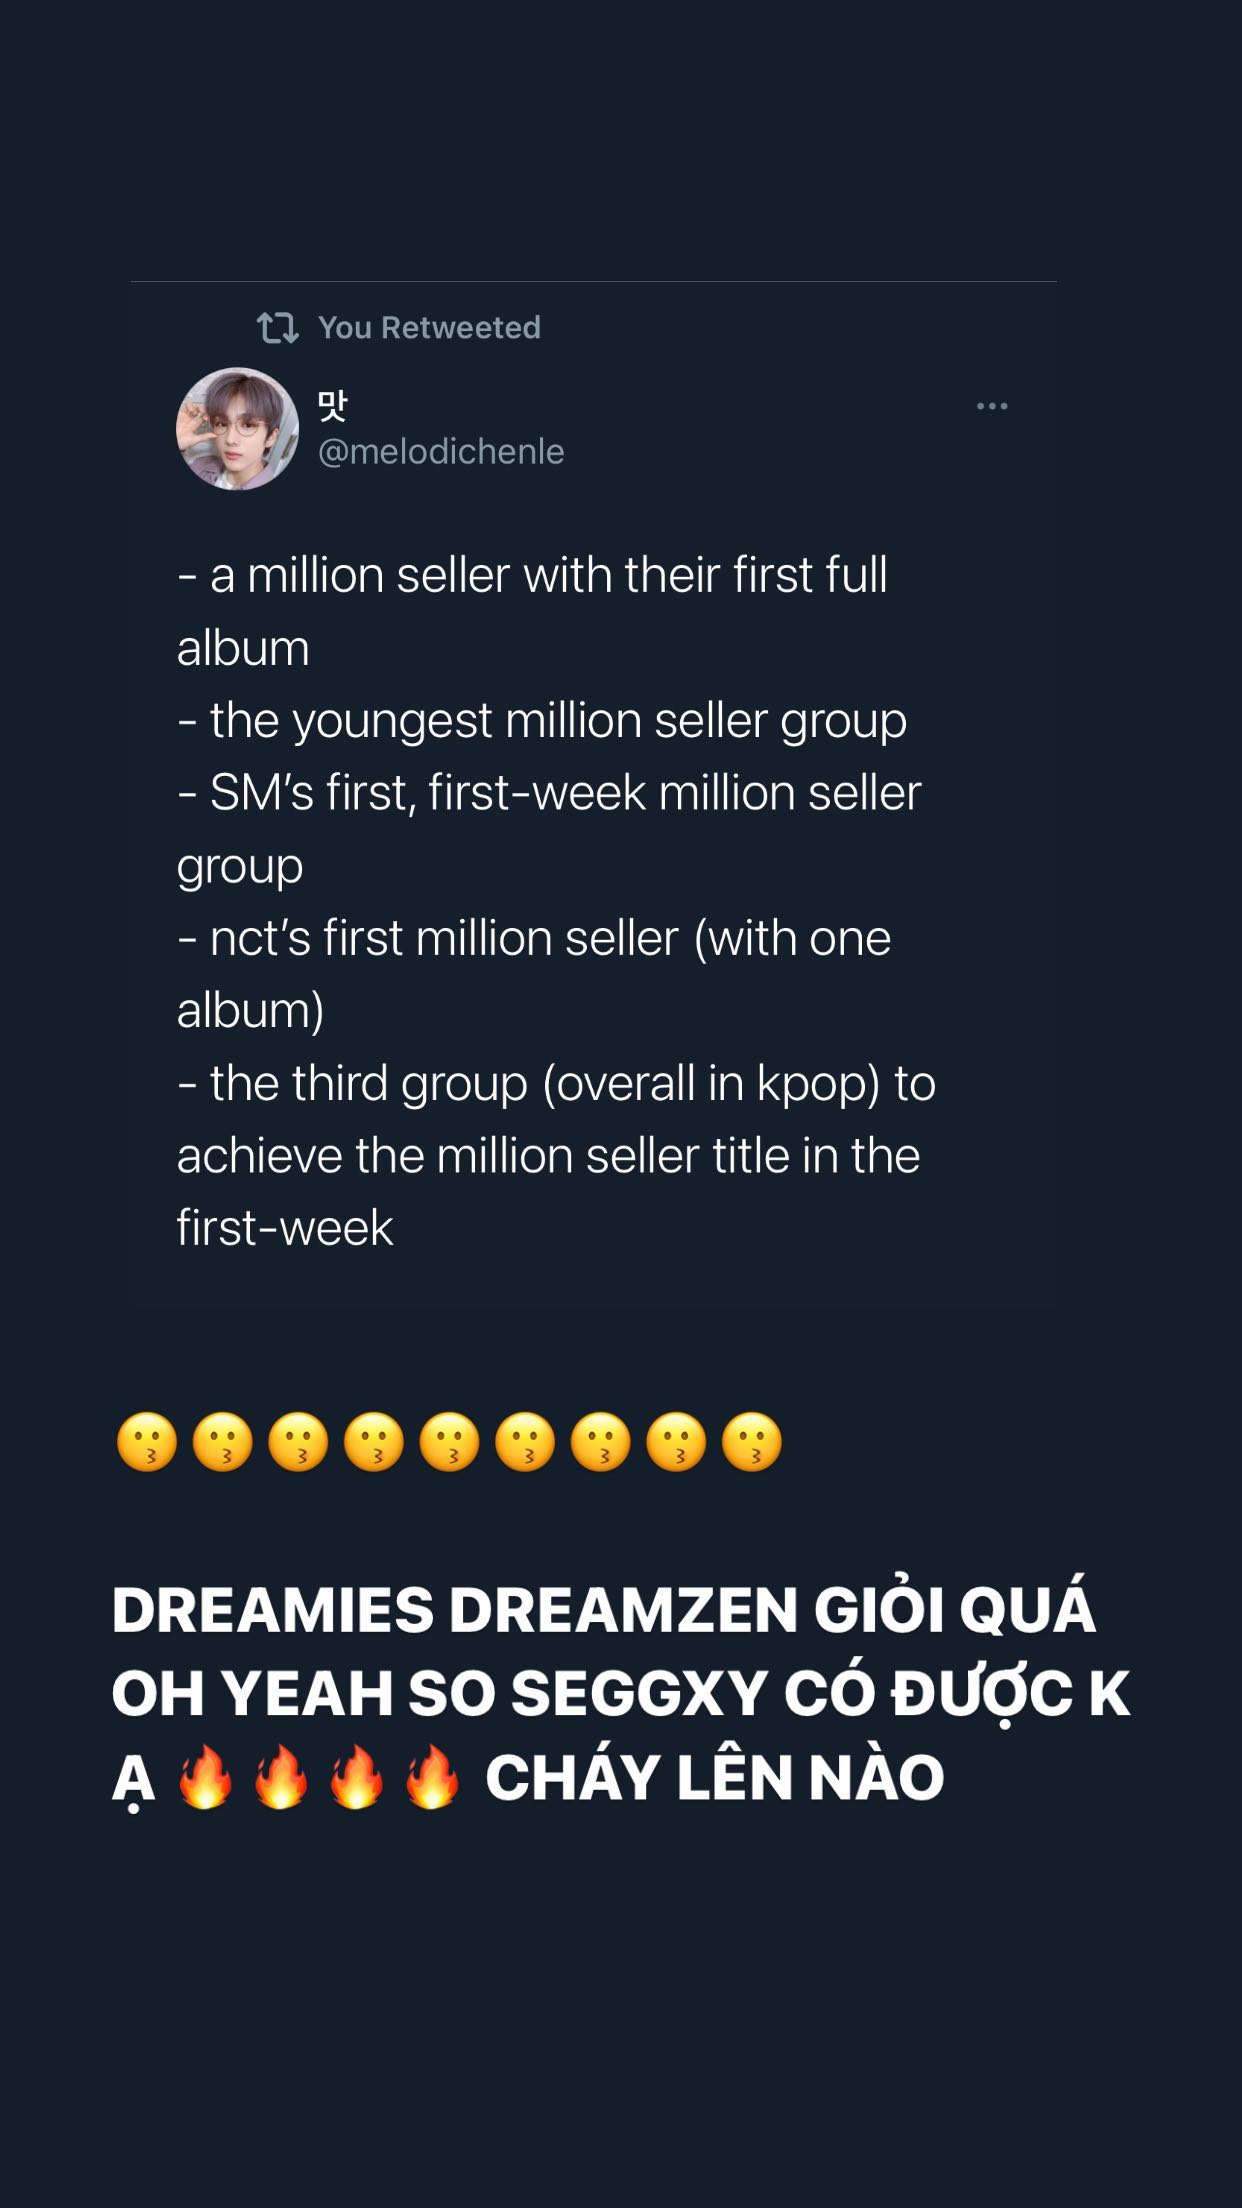 You Retweeted
맛
@melodichenle
- a million seller with their first full
album
- the youngest million seller group
- SM’s first, first-week million seller
group
- nct’s first million seller (with one
album)
- the third group (overall in kpop) to
achieve the million seller title in the
first-week
😗😗😗😗😗😗😗😗😗
DREAMIES DREAMZEN GIỎI QUÁ
OH YEAH SO SEGGXY CÓ ĐƯỢC K
Ạ🔥🔥🔥🔥 CHÁY LÊN NÀO